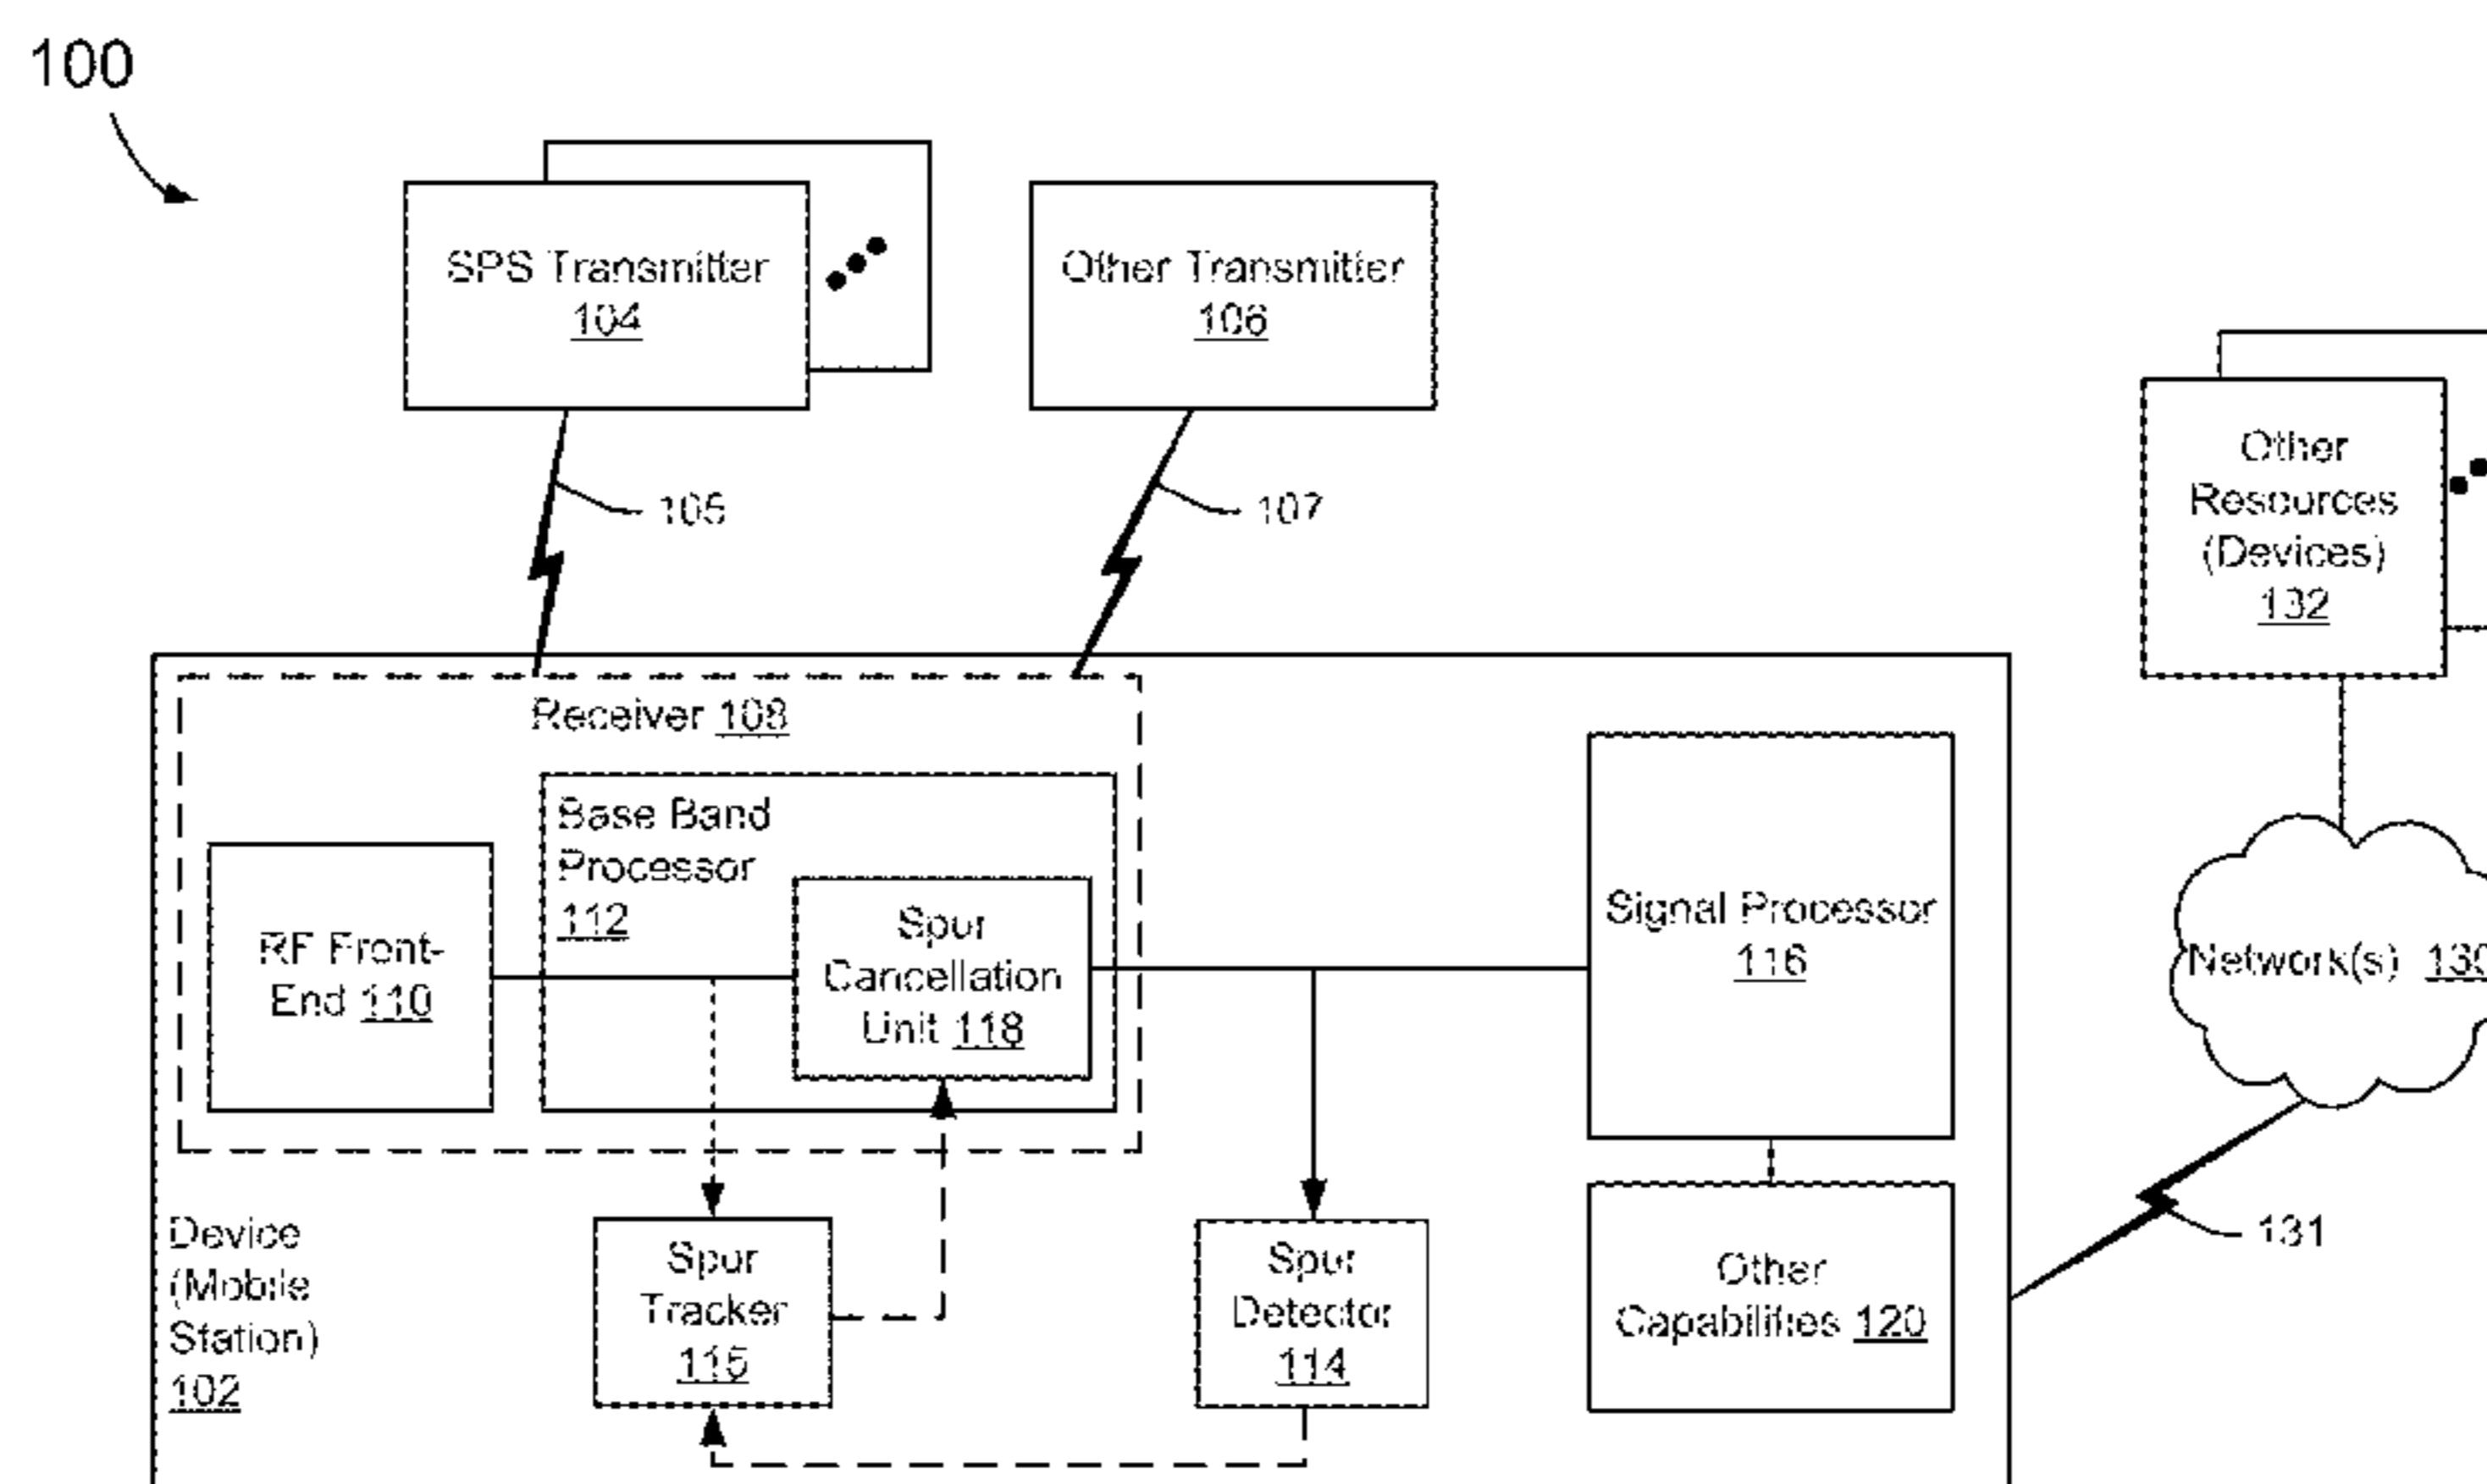 100
SPS Transmitter
104
Other Transmitter
106
105
107
Other
Resources
(Devices)
132
Receiver 108
Base Band
Processor
112
RF Front-
End 110
Spur
Cancellation
Unit 118
Signal Processor
116
Network(s) 130
Device
(Mobile
Station)
102
Spur
Tracker
115
Spur
Detector
114
Other
Capabilities 120
131